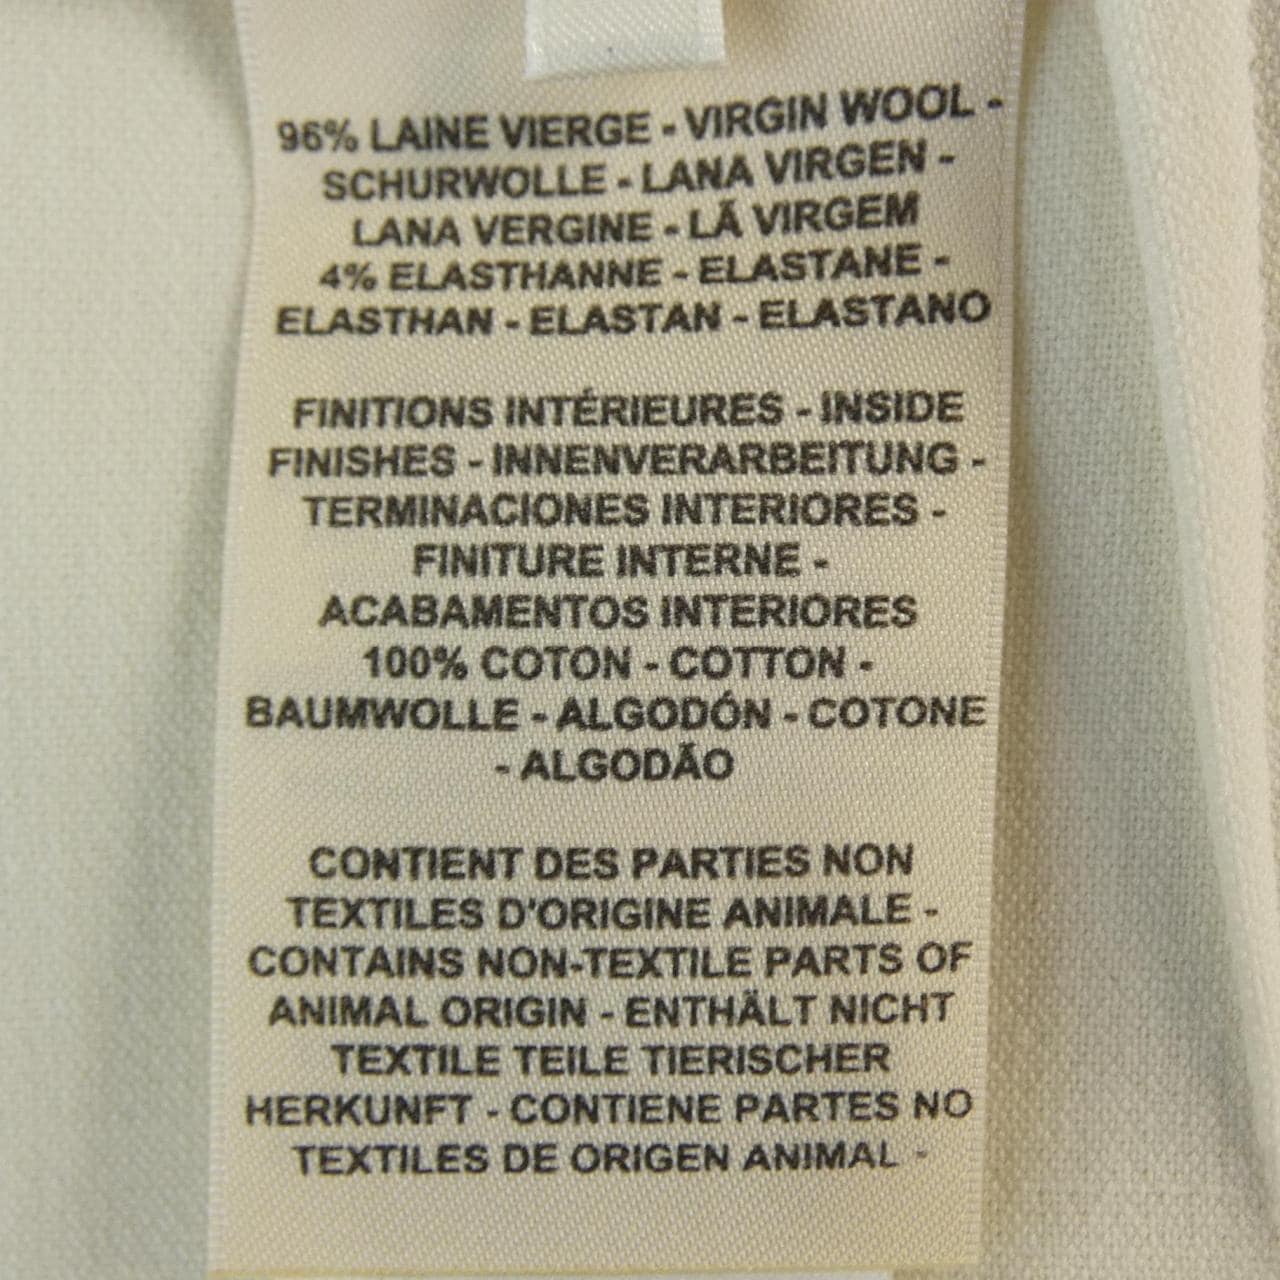 96% LAINE VIERGE - VIRGIN WOOL -
SCHURWOLLE - LANA VIRGEN -
LANA VERGINE - LÃ VIRGEM
4% ELASTHANNE - ELASTANE -
ELASTHAN - ELASTAN - ELASTANO
FINITIONS INTÉRIEURES - INSIDE
FINISHES - INNENVERARBEITUNG -
TERMINACIONES INTERIORES -
FINITURE INTERNE -
ACABAMENTOS INTERIORES
100% COTON - COTTON -
BAUMWOLLE - ALGODÓN - COTONE
- ALGODÃO
CONTIENT DES PARTIES NON
TEXTILES D'ORIGINE ANIMALE -
CONTAINS NON-TEXTILE PARTS OF
ANIMAL ORIGIN - ENTHÄLT NICHT
TEXTILE TEILE TIERISCHER
HERKUNFT - CONTIENE PARTES NO
TEXTILES DE ORIGEN ANIMAL -